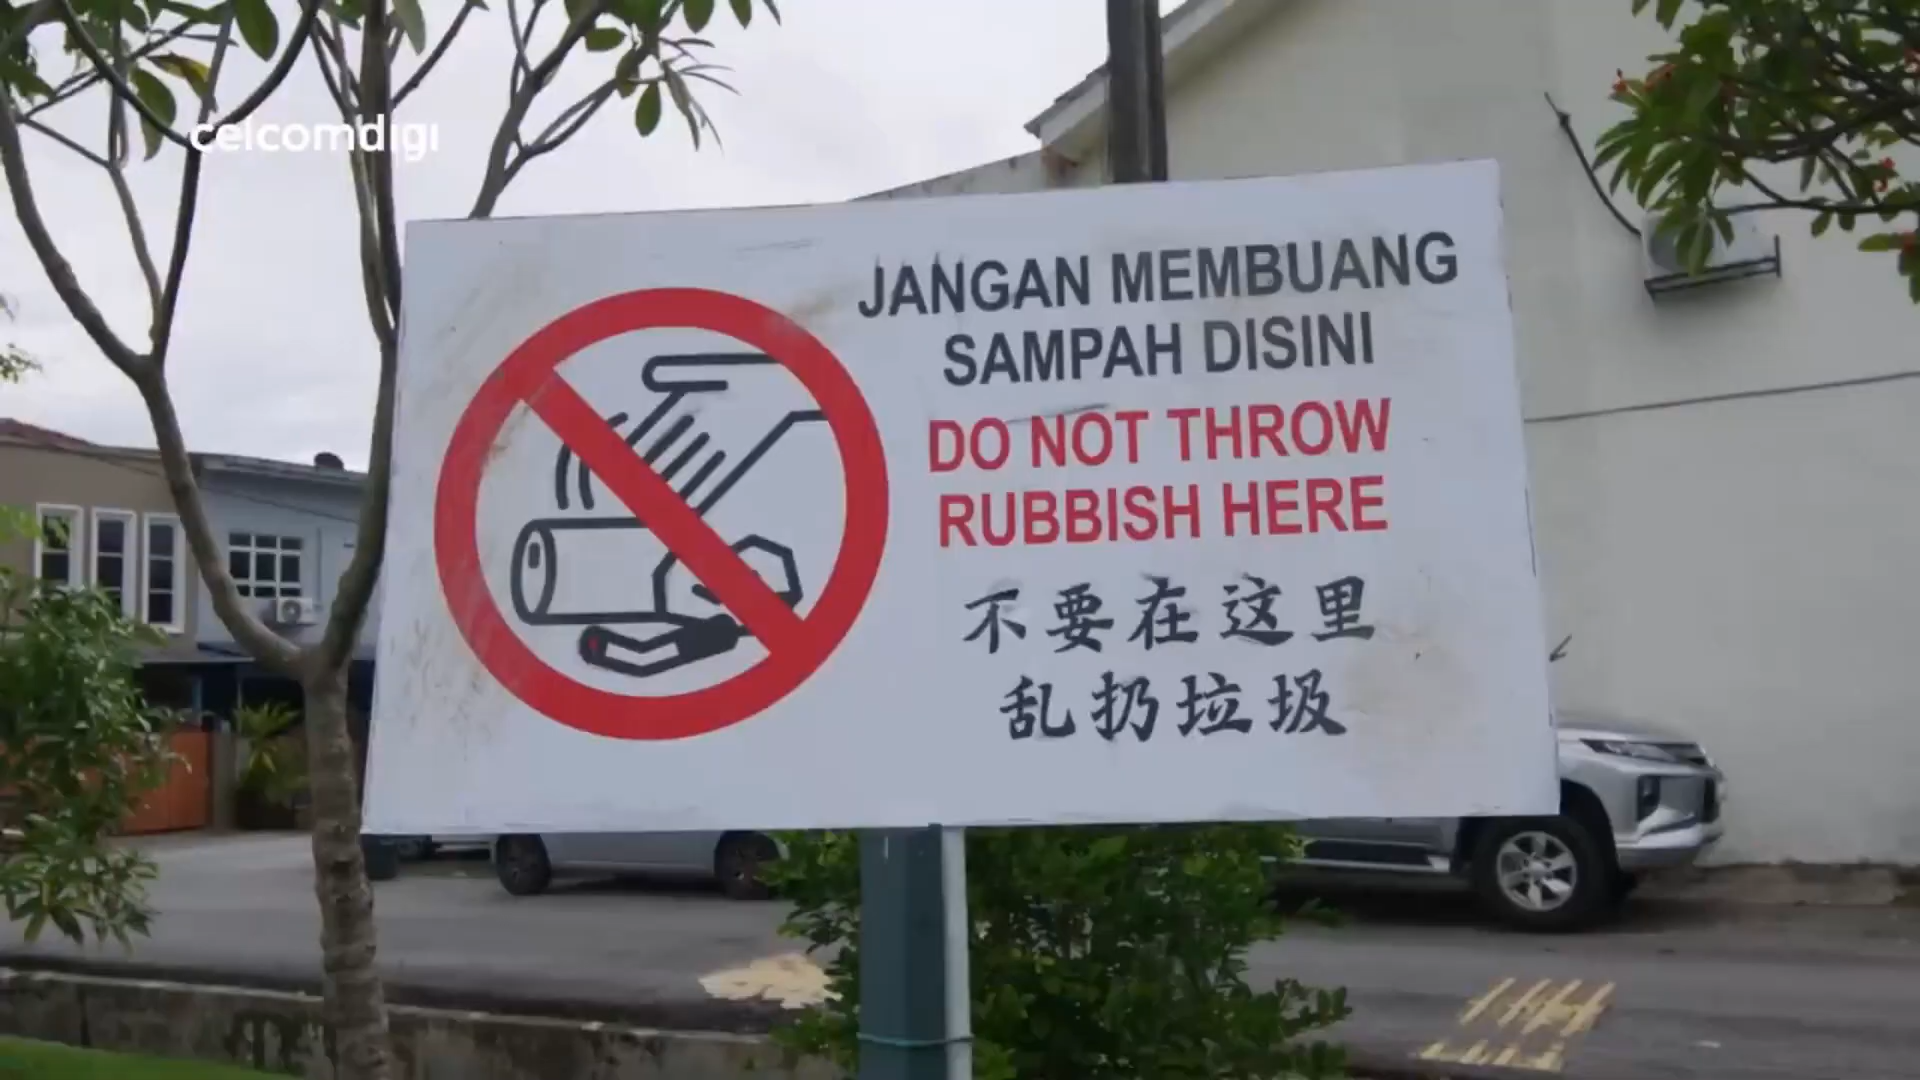 celcomdigi
JANGAN MEMBUANG
SAMPAH DISINI
DO NOT THROW
RUBBISH HERE
不要在这里
乱扔垃圾